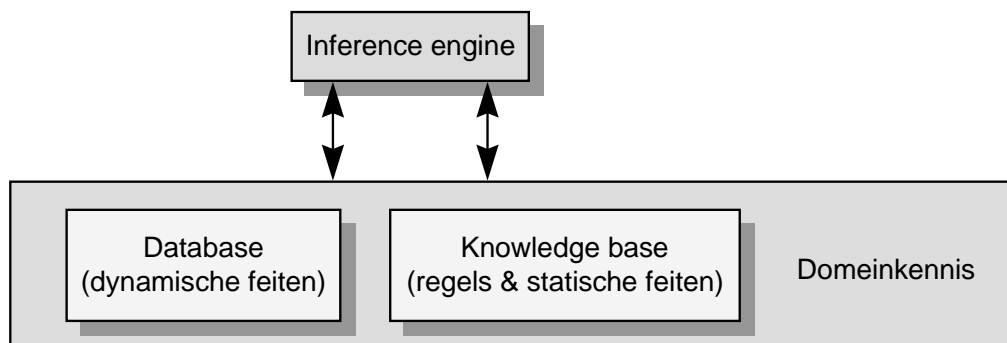 Inference engine
Database
(dynamische feiten)
Knowledge base
(regels & statische feiten)
Domeinkennis